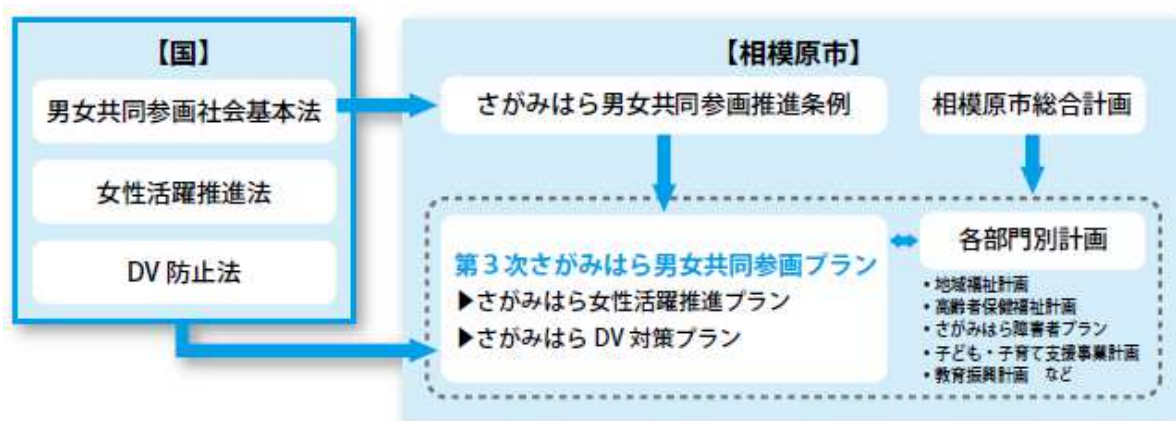 【国】
男女共同参画社会基本法
女性活躍推進法
DV 防止法
【相模原市】
さがみはら男女共同参画推進条例
相模原市総合計画
第３次さがみはら男女共同参画プラン
▶さがみはら女性活躍推進プラン
▶さがみはら DV 対策プラン
各部門別計画
・地域福祉計画
・高齢者保健福祉計画
・さがみはら障害者プラン
・子ども・子育て支援事業計画
・教育振興計画　など